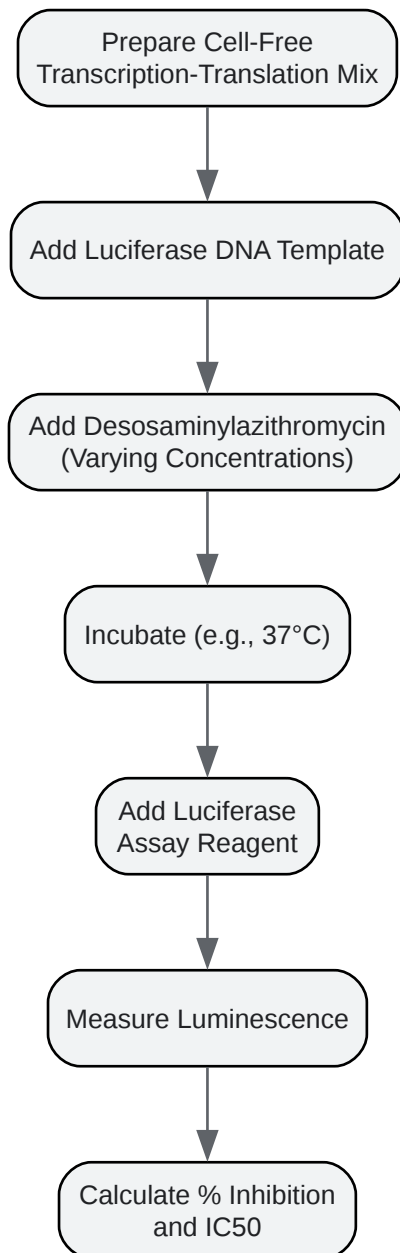 Prepare Cell-Free
Transcription-Translation Mix
Add Luciferase DNA Template
Add Desosaminylazithromycin
(Varying Concentrations)
Incubate (e.g., 37°C)
Add Luciferase
Assay Reagent
Measure Luminescence
Calculate % Inhibition
and IC50